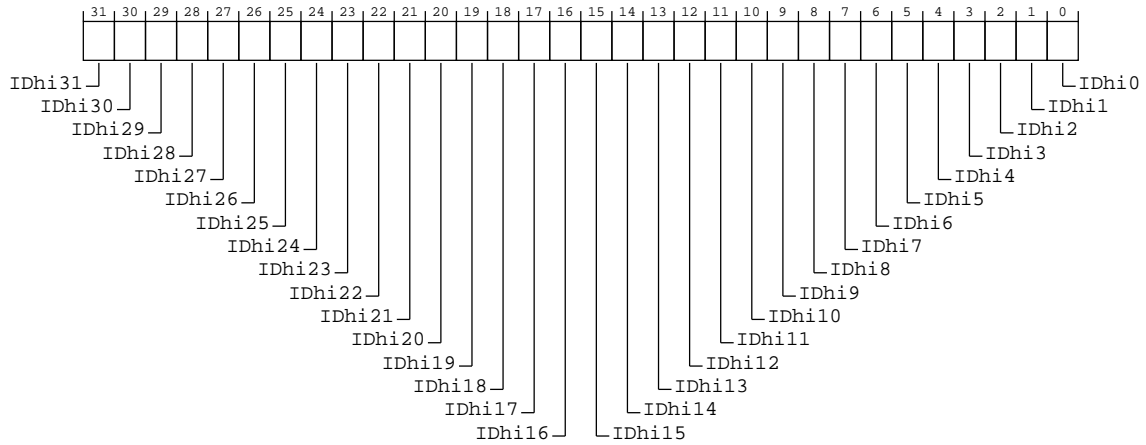 31 30 29 28 27 26 25 24 23 22 21 20 19 18 17 16 15 14 13 12 11 10 9 8 7 6 5 4 3 2 1 0
IDhi31 IDhi0
IDhi30 IDhi1
IDhi29 IDhi2
IDhi28 IDhi3
IDhi27 IDhi4
IDhi26 IDhi5
IDhi25 IDhi6
IDhi24 IDhi7
IDhi23 IDhi8
IDhi22 IDhi9
IDhi21 IDhi10
IDhi20 IDhi11
IDhi19 IDhi12
IDhi18 IDhi13
IDhi17 IDhi14
IDhi16 IDhi15